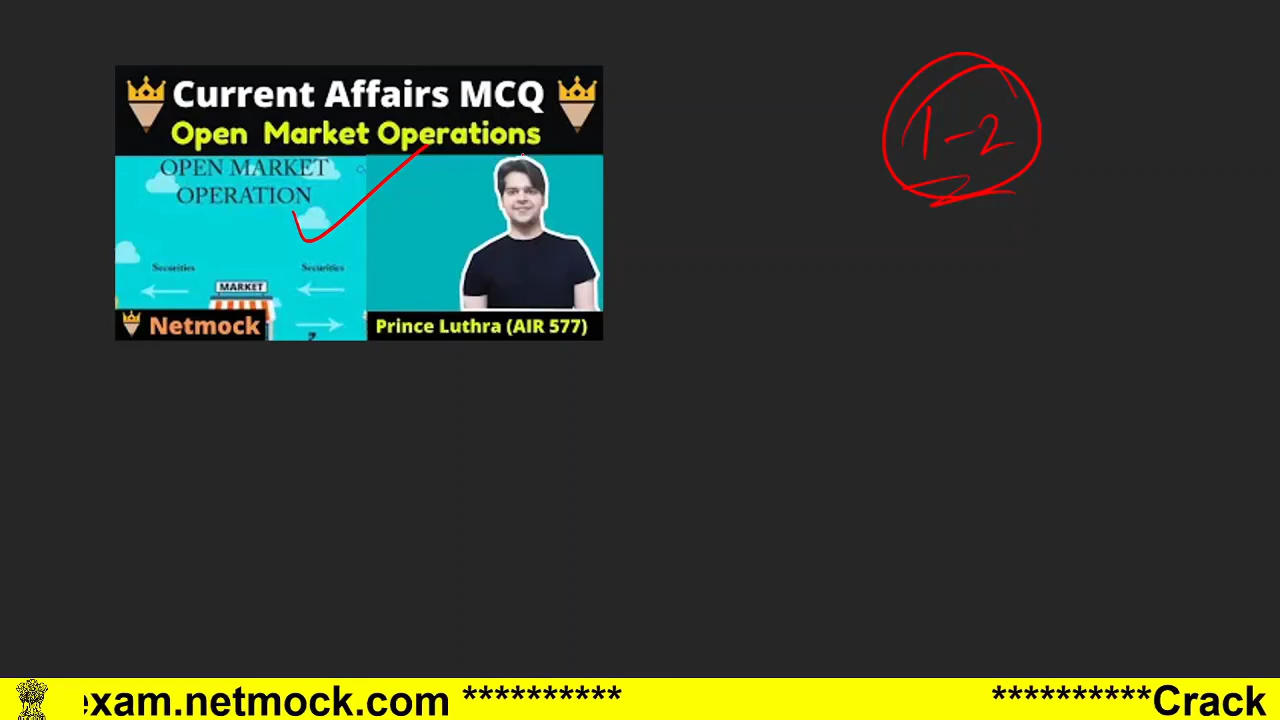 Current Affairs MCQ
Open Market Operations
OPEN MARKET
OPERATION
Securities Securities
MARKET
Netmock
Prince Luthra (AIR 577)
1-2
exam.netmock.com ********** **********Crack